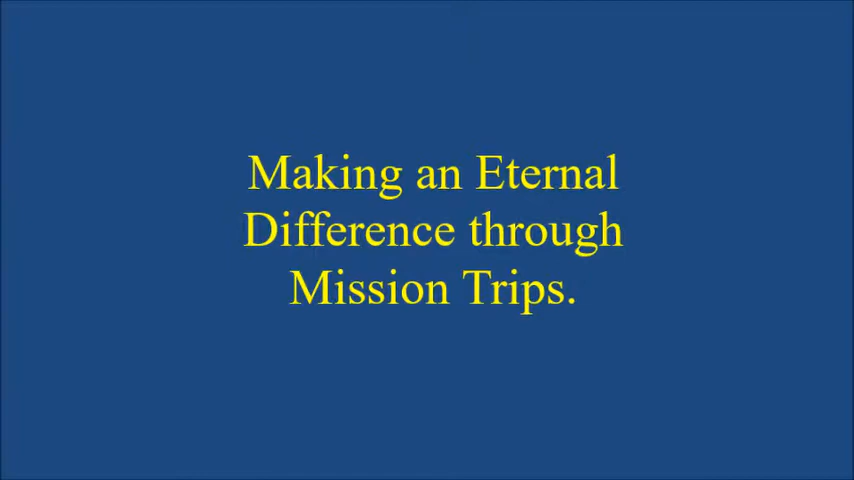 Making an Eternal
Difference through
Mission Trips.